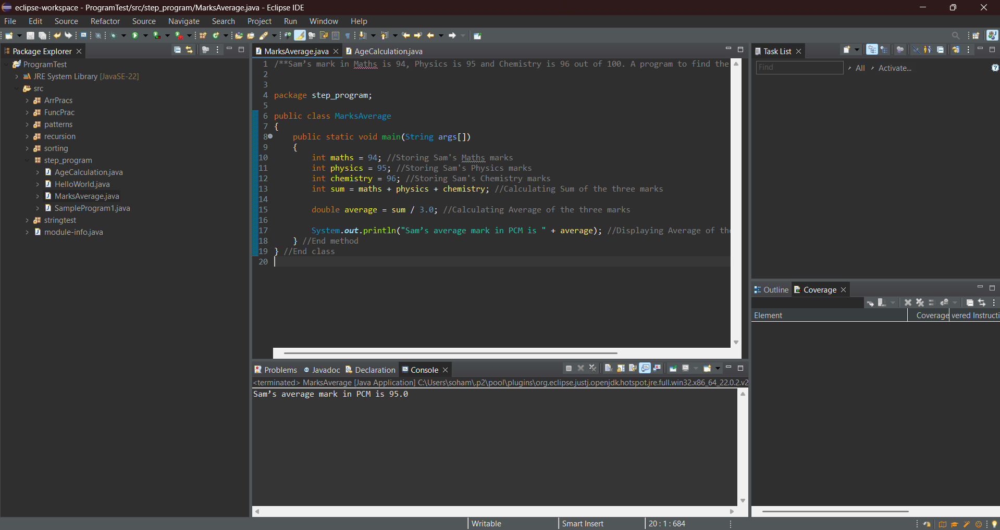 eclipse-workspace - ProgramTest/src/step_program/MarksAverage.java - Eclipse IDE
File Edit Source Refactor Source Navigate Search Project Run Window Help
Package Explorer
ProgramTest
JRE System Library [JavaSE-22]
src
ArrPracs
FuncPrac
patterns
recursion
sorting
step_program
AgeCalculation.java
HelloWorld.java
MarksAverage.java
SampleProgram1.java
stringtest
module-info.java
MarksAverage.java AgeCalculation.java
1 /**Sam’s mark in Maths is 94, Physics is 95 and Chemistry is 96 out of 100. A program to find the
2
3
4 package step_program;
5
6 public class MarksAverage
7 {
8 public static void main(String args[])
9 {
10 int maths = 94; //Storing Sam's Maths marks
11 int physics = 95; //Storing Sam's Physics marks
12 int chemistry = 96; //Storing Sam's Chemistry marks
13 int sum = maths + physics + chemistry; //Calculating Sum of the three marks
14
15 double average = sum / 3.0; //Calculating Average of the three marks
16
17 System.out.println("Sam’s average mark in PCM is " + average); //Displaying Average of the
18 } //End method
19 } //End class
20
Problems Javadoc Declaration Console
<terminated> MarksAverage [Java Application] C:\Users\soham\.p2\pool\plugins\org.eclipse.justj.openjdk.hotspot.jre.full.win32.x86_64_22.0.2.v2
Sam’s average mark in PCM is 95.0
Task List
Find All Activate...
Outline Coverage
Element Coverage vered Instructi
Writable Smart Insert 20 : 1 : 684